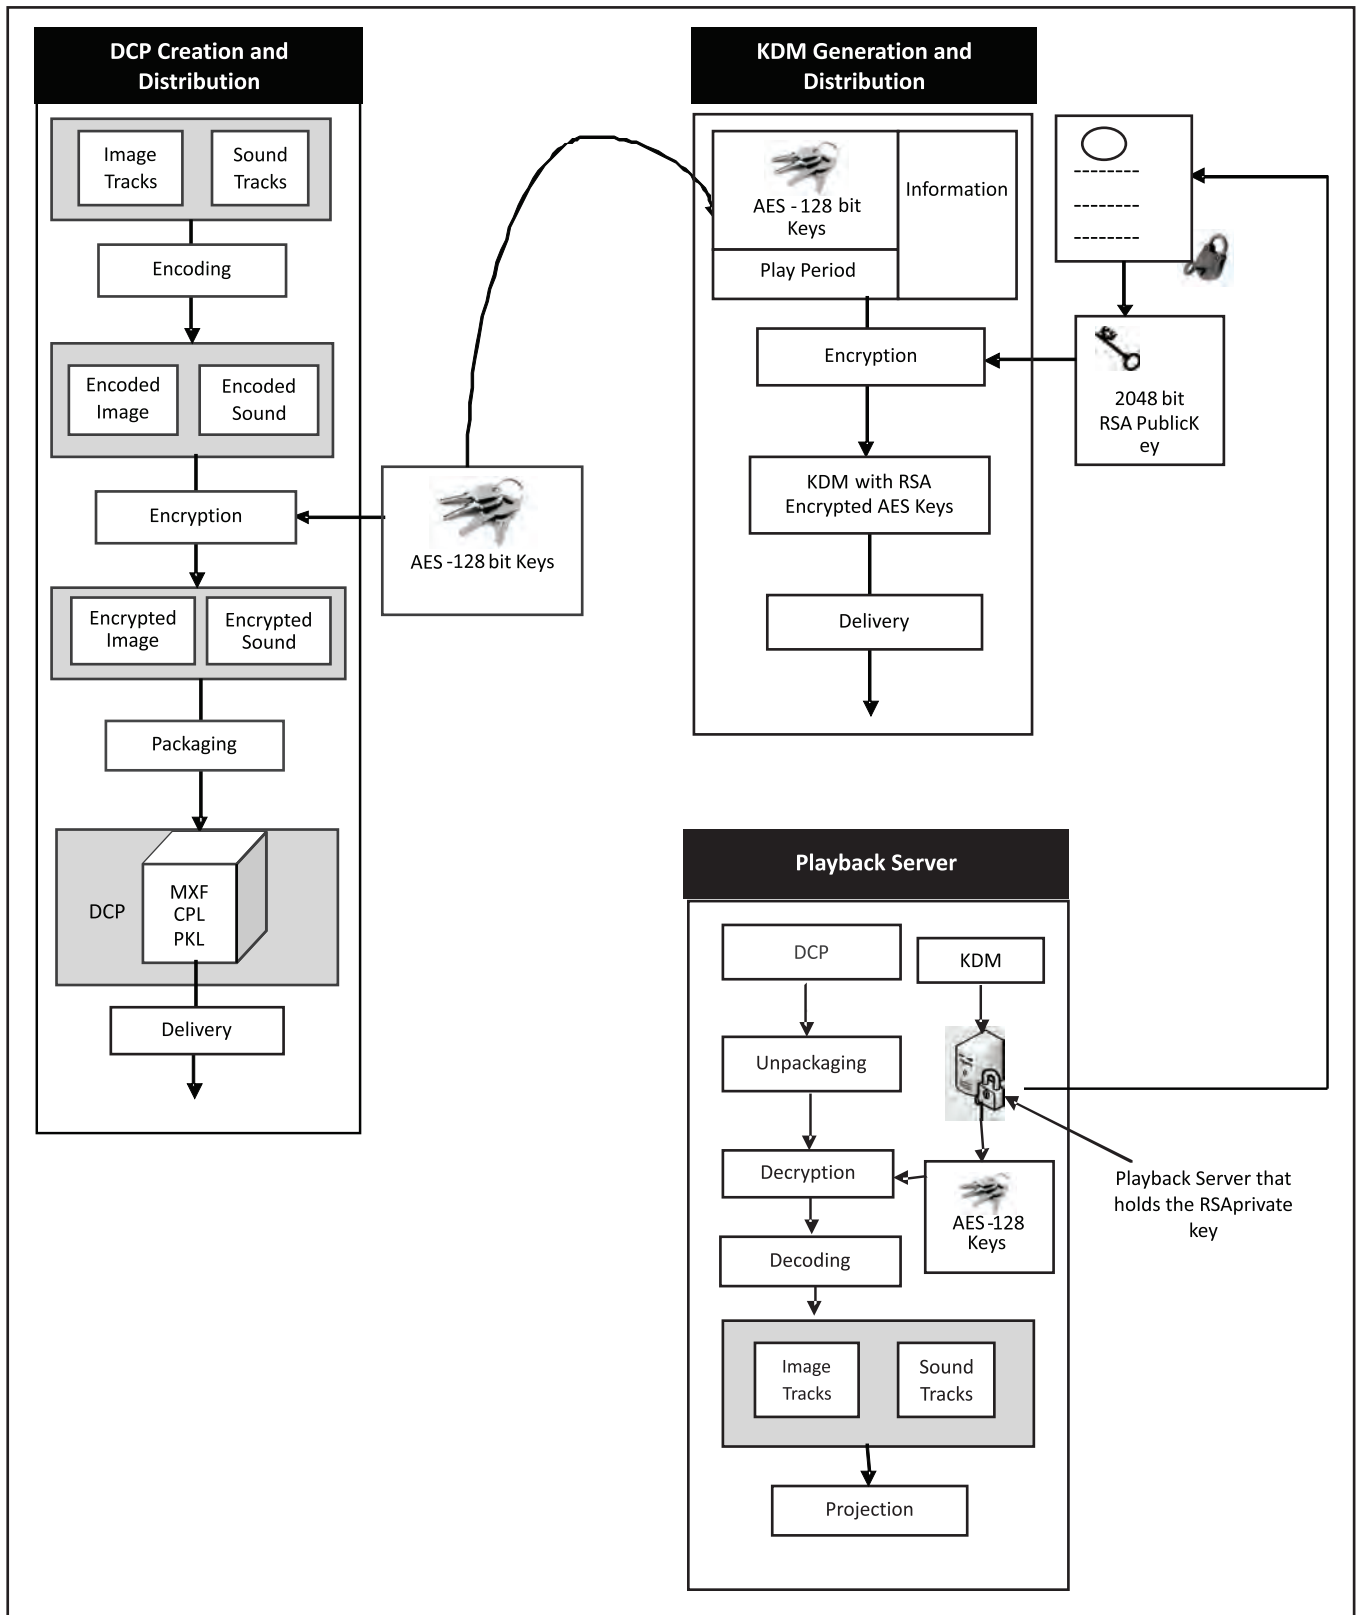 DCP Creation and
Distribution
Image
Tracks
Sound
Tracks
Encoding
Encoded
Image
Encoded
Sound
Encryption
Encrypted
Image
Encrypted
Sound
Packaging
DCP
MXF
CPL
PKL
Delivery
AES -128 bit Keys
KDM Generation and
Distribution
AES - 128 bit
Keys
Information
Play Period
Encryption
2048 bit
RSA PublicK
ey
KDM with RSA
Encrypted AES Keys
Delivery
Playback Server
DCP
KDM
Unpackaging
Decryption
AES -128
Keys
Decoding
Playback Server that
holds the RSAprivate
key
Image
Tracks
Sound
Tracks
Projection